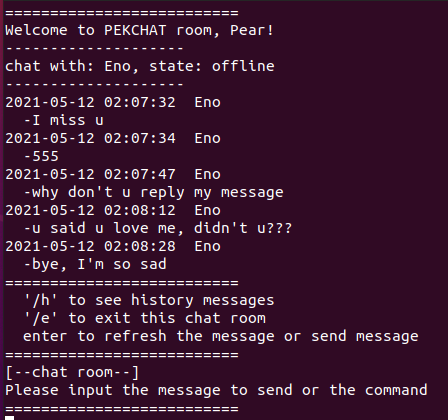 ==========================
Welcome to PEKCHAT room, Pear!
--------------------
chat with: Eno, state: offline
--------------------
2021-05-12 02:07:32  Eno
  -I miss u
2021-05-12 02:07:34  Eno
  -555
2021-05-12 02:07:47  Eno
  -why don't u reply my message
2021-05-12 02:08:12  Eno
  -u said u love me, didn't u???
2021-05-12 02:08:28  Eno
  -bye, I'm so sad
==========================
  '/h' to see history messages
  '/e' to exit this chat room
  enter to refresh the message or send message
==========================
[--chat room--]
Please input the message to send or the command
==========================